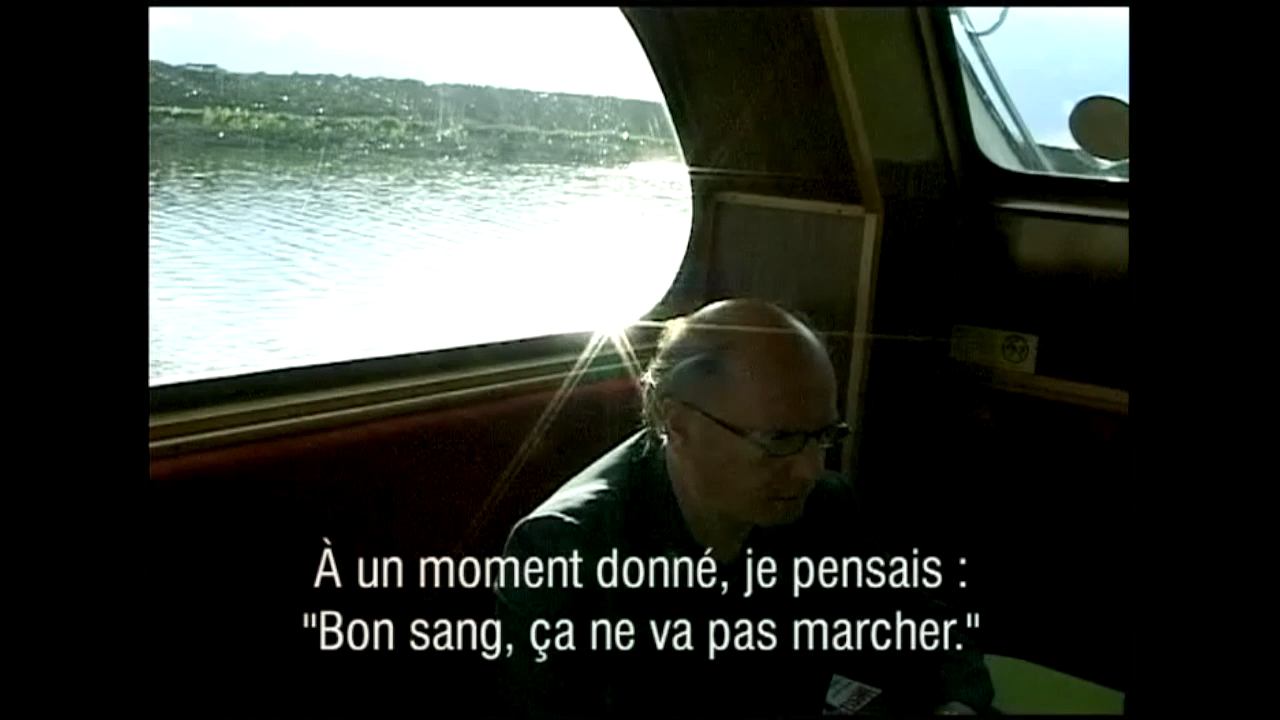 À un moment donné, je pensais :
"Bon sang, ça ne va pas marcher."